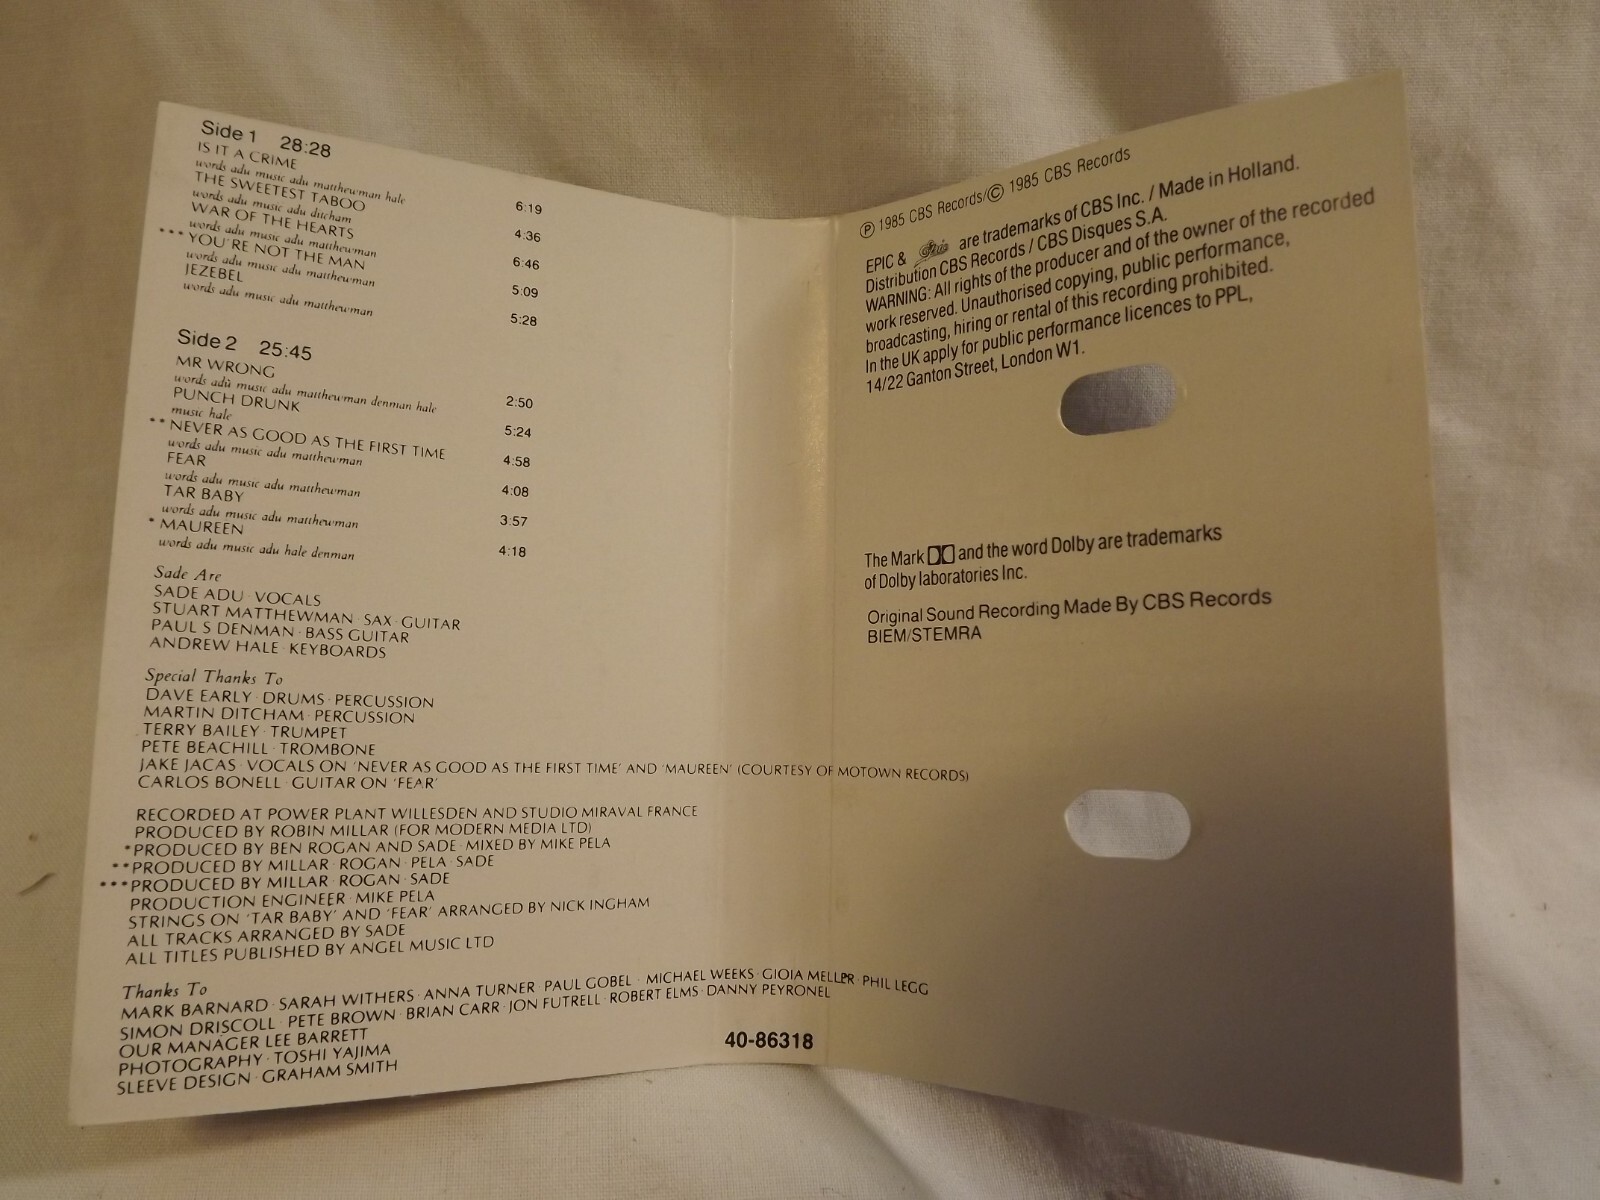 Side 1 28:28
IS IT A CRIME
words adu music adu matthewman hale 6:19
THE SWEETEST TABOO
words adu music adu ditcham 4:36
WAR OF THE HEARTS
words adu music adu matthewman 6:46
***YOU'RE NOT THE MAN
words adu music adu matthewman 5:09
JEZEBEL
words adu music adu matthewman 5:28
Side 2 25:45
MR WRONG
words adu music adu matthewman denman hale 2:50
PUNCH DRUNK
music hale 5:24
**NEVER AS GOOD AS THE FIRST TIME
words adu music adu matthewman 4:58
FEAR
words adu music adu matthewman 4:08
TAR BABY
words adu music adu matthewman 3:57
*MAUREEN
words adu music adu hale denman 4:18
Sade Are
SADE ADU · VOCALS
STUART MATTHEWMAN · SAX · GUITAR
PAUL S DENMAN · BASS GUITAR
ANDREW HALE · KEYBOARDS
Special Thanks To
DAVE EARLY · DRUMS · PERCUSSION
MARTIN DITCHAM · PERCUSSION
TERRY BAILEY · TRUMPET
PETE BEACHILL · TROMBONE
JAKE JACAS · VOCALS ON 'NEVER AS GOOD AS THE FIRST TIME' AND 'MAUREEN' (COURTESY OF MOTOWN RECORDS)
CARLOS BONELL · GUITAR ON 'FEAR'
RECORDED AT POWER PLANT WILLESDEN AND STUDIO MIRAVAL FRANCE
PRODUCED BY ROBIN MILLAR (FOR MODERN MEDIA LTD)
*PRODUCED BY BEN ROGAN AND SADE · MIXED BY MIKE PELA
**PRODUCED BY MILLAR · ROGAN · PELA · SADE
***PRODUCED BY MILLAR · ROGAN · SADE
PRODUCTION ENGINEER · MIKE PELA
STRINGS ON 'TAR BABY' AND 'FEAR' ARRANGED BY NICK INGHAM
ALL TRACKS ARRANGED BY SADE
ALL TITLES PUBLISHED BY ANGEL MUSIC LTD
Thanks To
MARK BARNARD · SARAH WITHERS · ANNA TURNER PAUL GOBEL · MICHAEL WEEKS · GIOIA MELLER · PHIL LEGG
SIMON DRISCOLL · PETE BROWN · BRIAN CARR · JON FUTRELL · ROBERT ELMS · DANNY PEYRONEL
OUR MANAGER LEE BARRETT
PHOTOGRAPHY · TOSHI YAJIMA
SLEEVE DESIGN · GRAHAM SMITH
40-86318
℗ 1985 CBS Records/© 1985 CBS Records
EPIC & Epic are trademarks of CBS Inc. / Made in Holland.
Distribution CBS Records / CBS Disques S.A.
WARNING: All rights of the producer and of the owner of the recorded
work reserved. Unauthorised copying, public performance,
broadcasting, hiring or rental of this recording prohibited.
In the UK apply for public performance licences to PPL,
14/22 Ganton Street, London W1.
The Mark and the word Dolby are trademarks
of Dolby laboratories Inc.
Original Sound Recording Made By CBS Records
BIEM/STEMRA